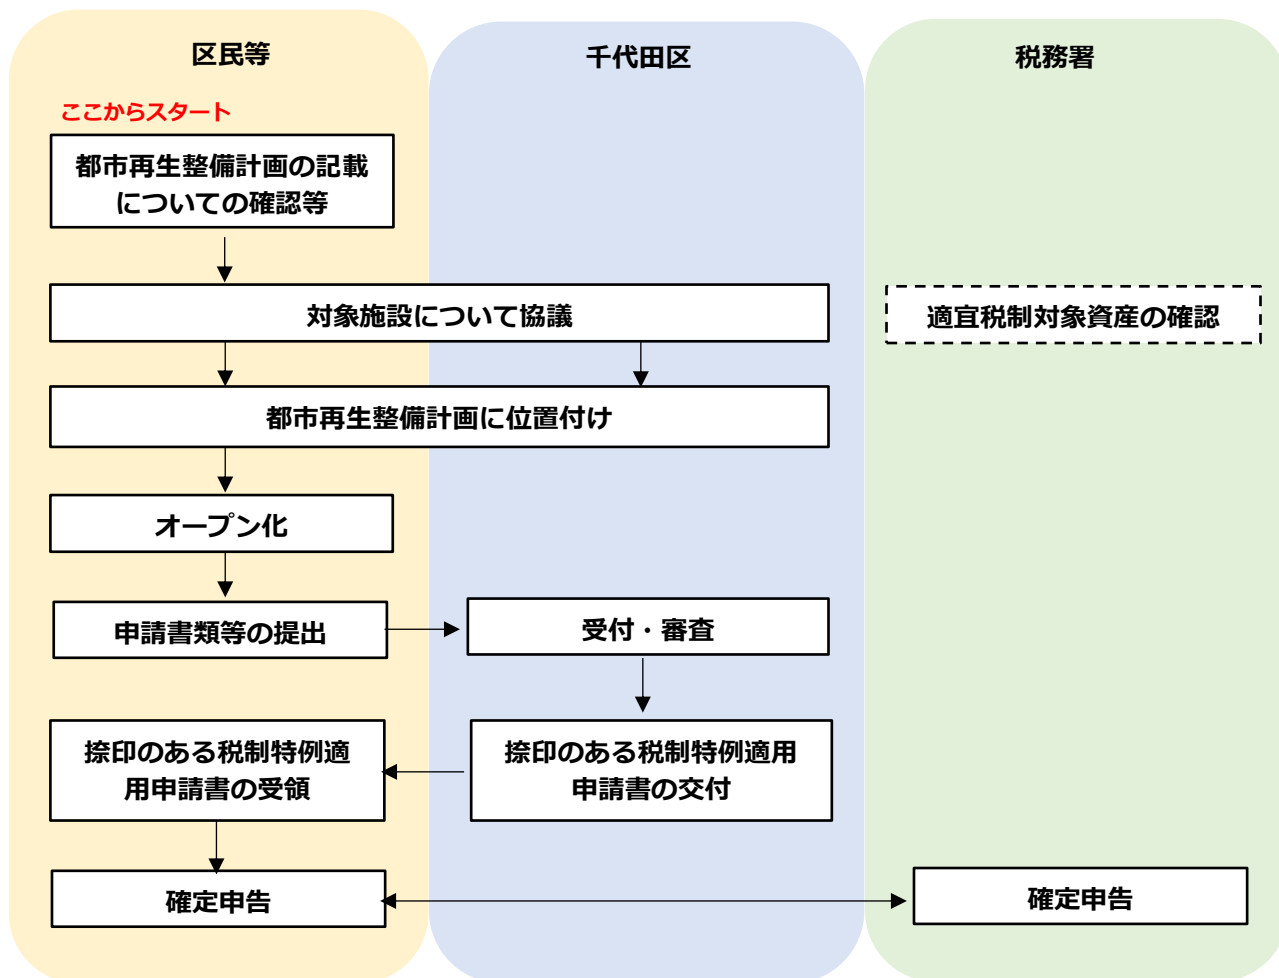 区民等
千代田区
税務署
ここからスタート
都市再生整備計画の記載
についての確認等
対象施設について協議
適宜税制対象資産の確認
都市再生整備計画に位置付け
オープン化
申請書類等の提出
受付・審査
捺印のある税制特例適
用申請書の受領
捺印のある税制特例適用
申請書の交付
確定申告
確定申告